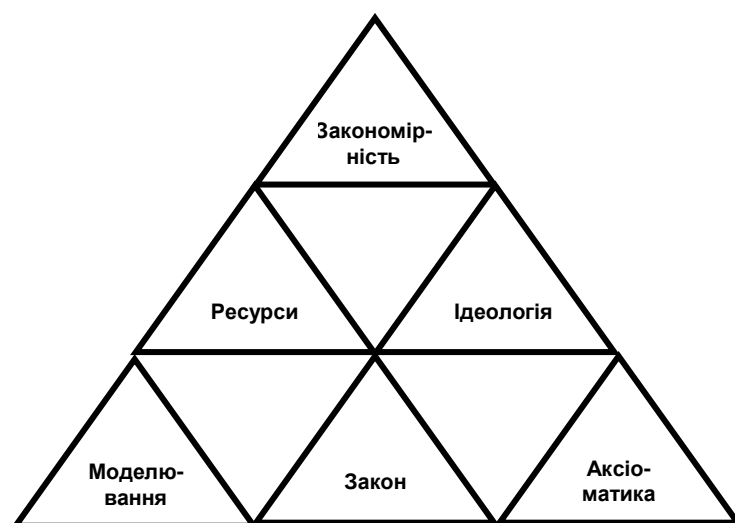 Закономір-
ність
Ресурси
Ідеологія
Моделю-
вання
Закон
Аксіо-
матика